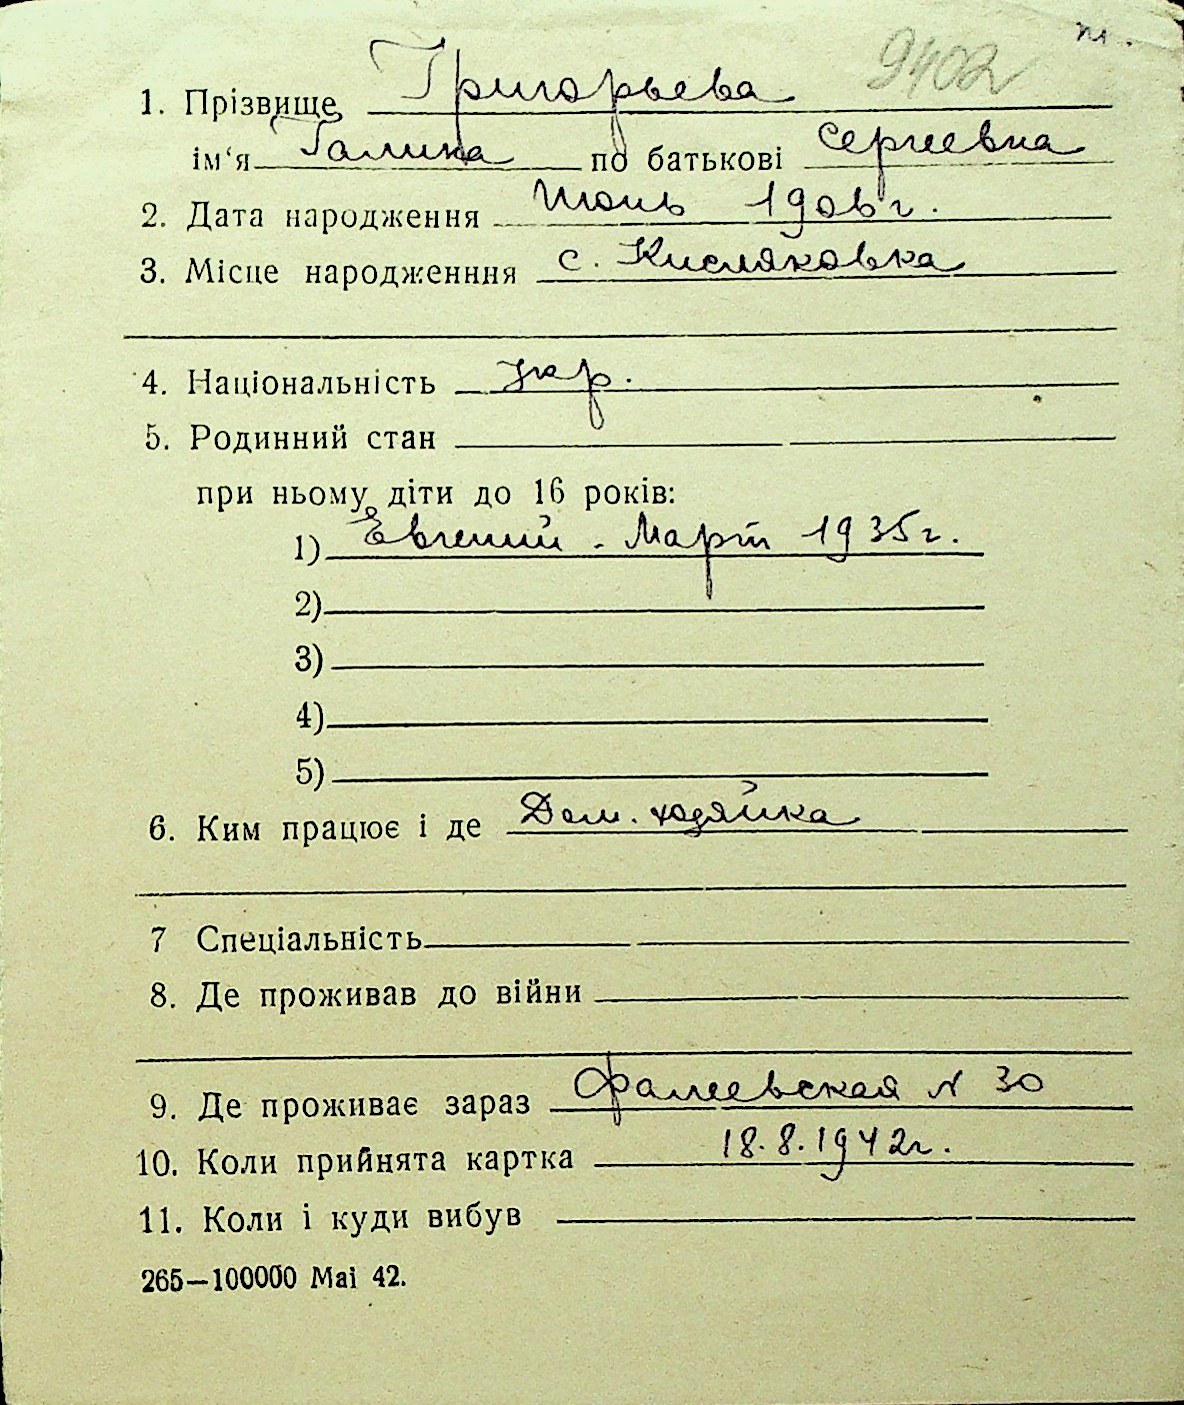 9402 м.
1. Прізвище Григорьева
ім‘я Галина по батькові Сергеевна
2. Дата народження Июнь 1906 г.
3. Місце народженння с. Кисляковка
4. Національність укр.
5. Родинний стан
при ньому діти до 16 років:
1) Евгений - Март 1935 г.
2)
3)
4)
5)
6. Ким працює і де Дом. хозяйка
7 Спеціальність
8. Де проживав до війни
9. Де проживає зараз Фалеевская N 30
10. Коли прийнята картка 18.8.1942 г.
11. Коли і куди вибув
265—100000 Mai 42.